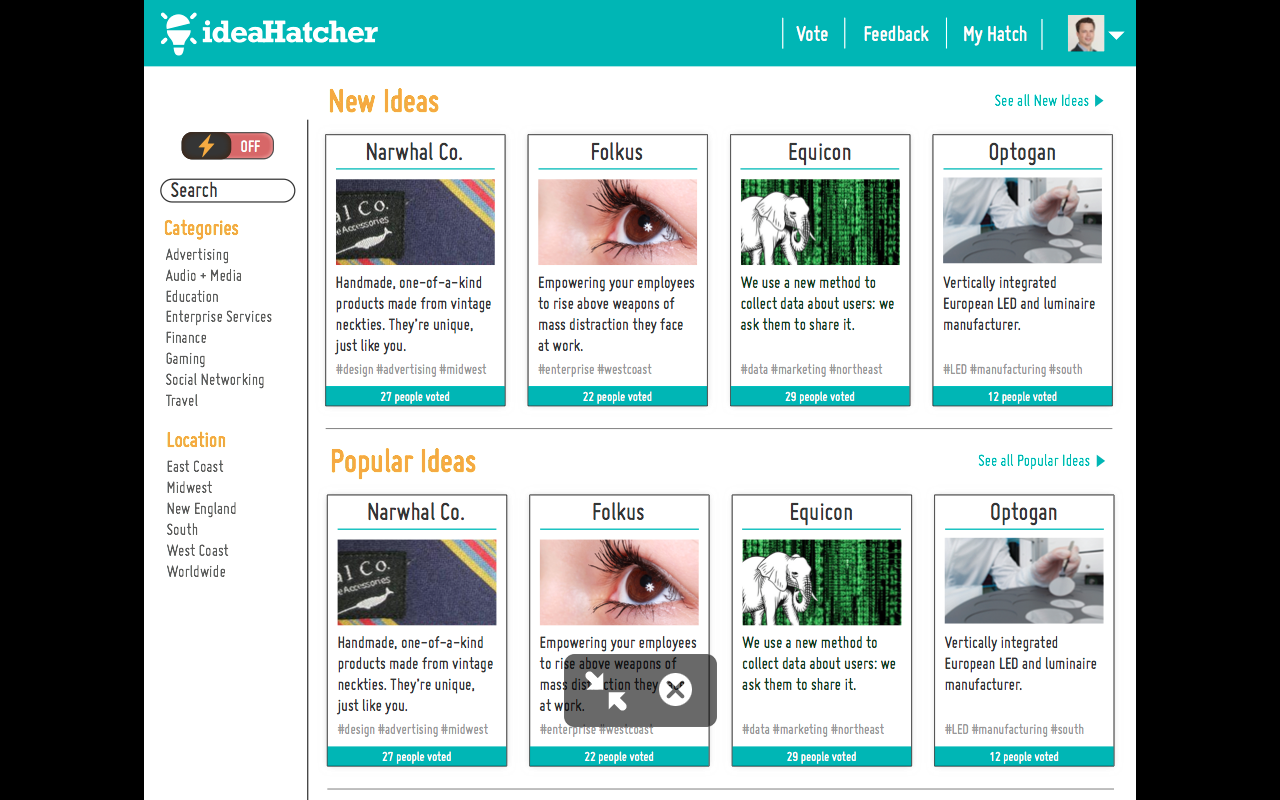 ideaHatcher
Vote
Feedback
My Hatch
OFF
Search
Categories
Advertising
Audio + Media
Education
Enterprise Services
Finance
Gaming
Social Networking
Travel
Location
East Coast
Midwest
New England
South
West Coast
Worldwide
New Ideas
See all New Ideas
Narwhal Co.
al Co.
Accessories
Handmade, one-of-a-kind
products made from vintage
neckties. They're unique,
just like you.
#design #advertising #midwest
27 people voted
Folkus
Empowering your employees
to rise above weapons of
mass distraction they face
at work.
#enterprise #westcoast
22 people voted
Equicon
We use a new method to
collect data about users: we
ask them to share it.
#data #marketing #northeast
29 people voted
Optogan
Vertically integrated
European LED and luminaire
manufacturer.
#LED #manufacturing #south
12 people voted
Popular Ideas
See all Popular Ideas
Narwhal Co.
al Co.
Accessories
Handmade, one-of-a-kind
products made from vintage
neckties. They're unique,
just like you.
#design #advertising #midwest
27 people voted
Folkus
Empowering your employees
to rise above weapons of
mass distraction they
at work.
#enterprise #westcoast
22 people voted
Equicon
We use a new method to
collect data about users: we
ask them to share it.
#data #marketing #northeast
29 people voted
Optogan
Vertically integrated
European LED and luminaire
manufacturer.
#LED #manufacturing #south
12 people voted